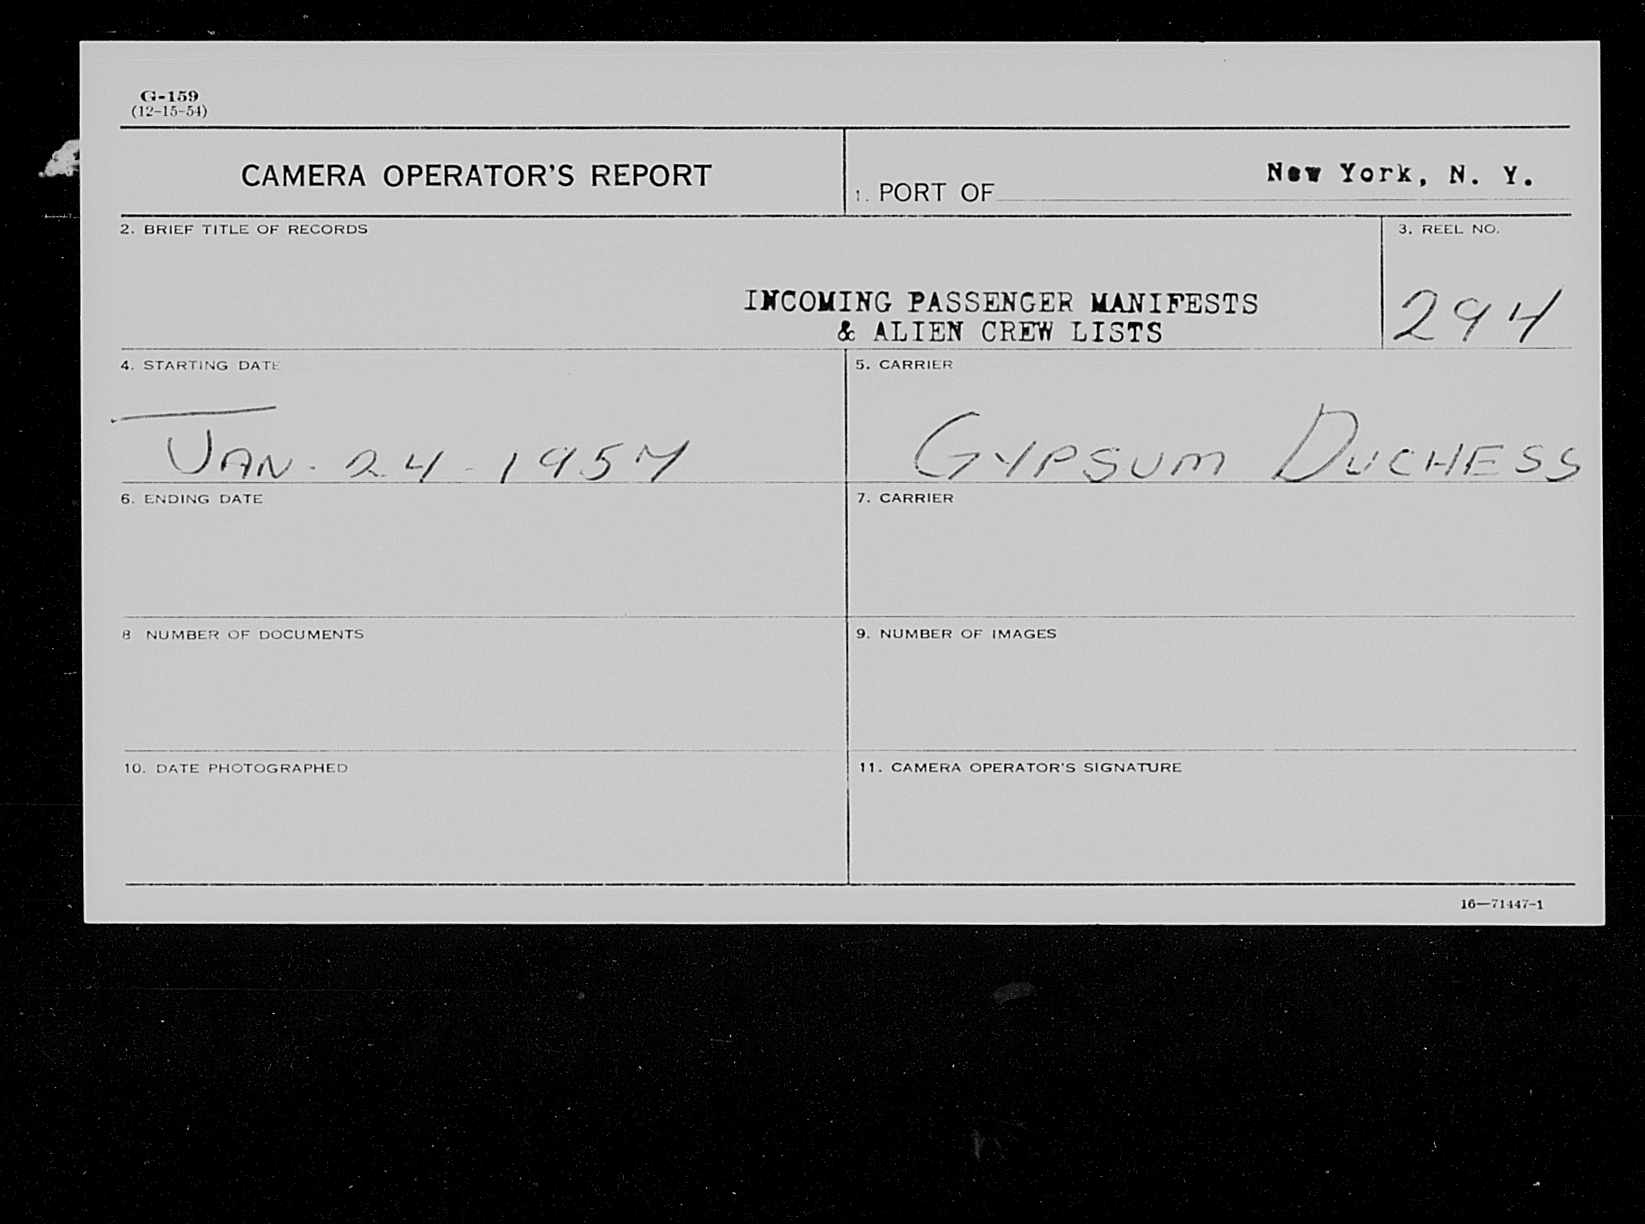 G-159
(12-15-54)
CAMERA OPERATOR'S REPORT
1. PORT OF New York, N. Y.
2. BRIEF TITLE OF RECORDS
INCOMING PASSENGER MANIFESTS
& ALIEN CREW LISTS
3. REEL NO.
294
4. STARTING DATE
JAN. 24 - 1957
5. CARRIER
GYPSUM DUCHESS
6. ENDING DATE
7. CARRIER
8 NUMBER OF DOCUMENTS
9. NUMBER OF IMAGES
10. DATE PHOTOGRAPHED
11. CAMERA OPERATOR'S SIGNATURE
16—71447-1